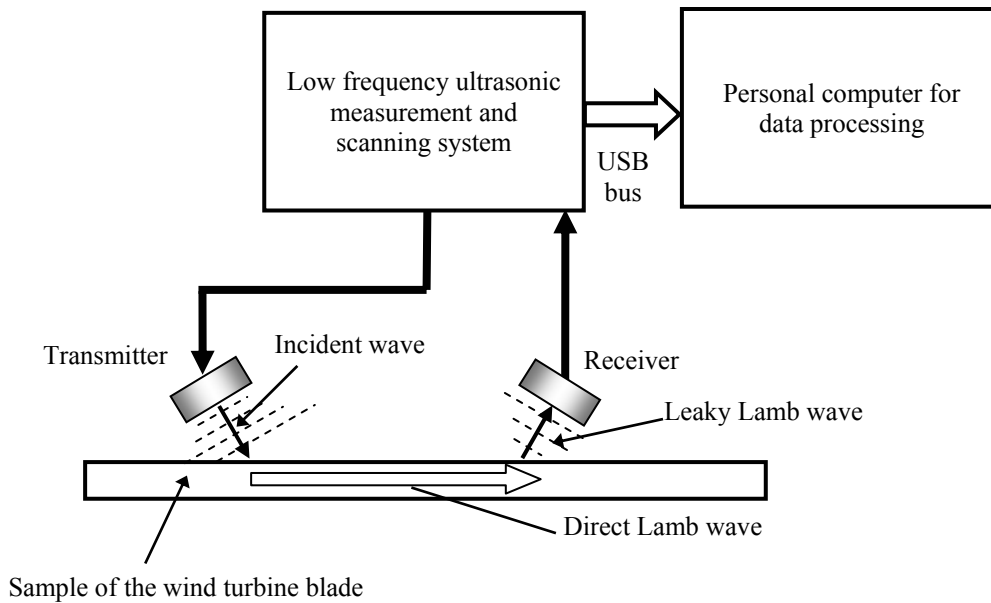 Low frequency ultrasonic
measurement and
scanning system
Personal computer for
data processing
USB
bus
Transmitter
Incident wave
Receiver
Leaky Lamb wave
Direct Lamb wave
Sample of the wind turbine blade